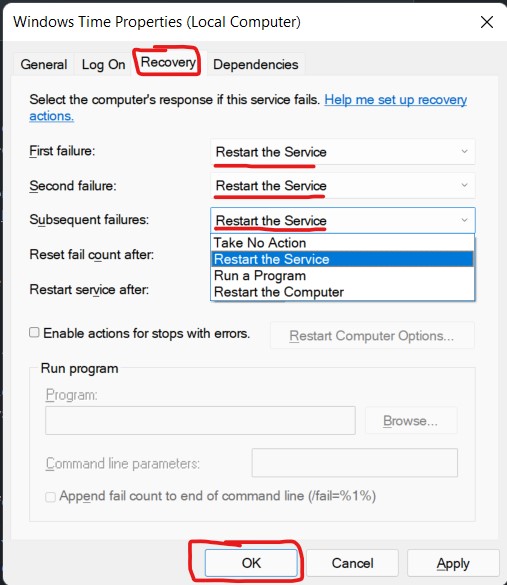 Windows Time Properties (Local Computer)
General Log On Recovery Dependencies
Select the computer's response if this service fails. Help me set up recovery
actions.
First failure: Restart the Service
Second failure: Restart the Service
Subsequent failures: Restart the Service
Take No Action
Reset fail count after: Restart the Service
Run a Program
Restart service after: Restart the Computer
Enable actions for stops with errors. Restart Computer Options...
Run program
Program:
Browse...
Command line parameters:
Append fail count to end of command line (/fail=%1%)
OK Cancel Apply